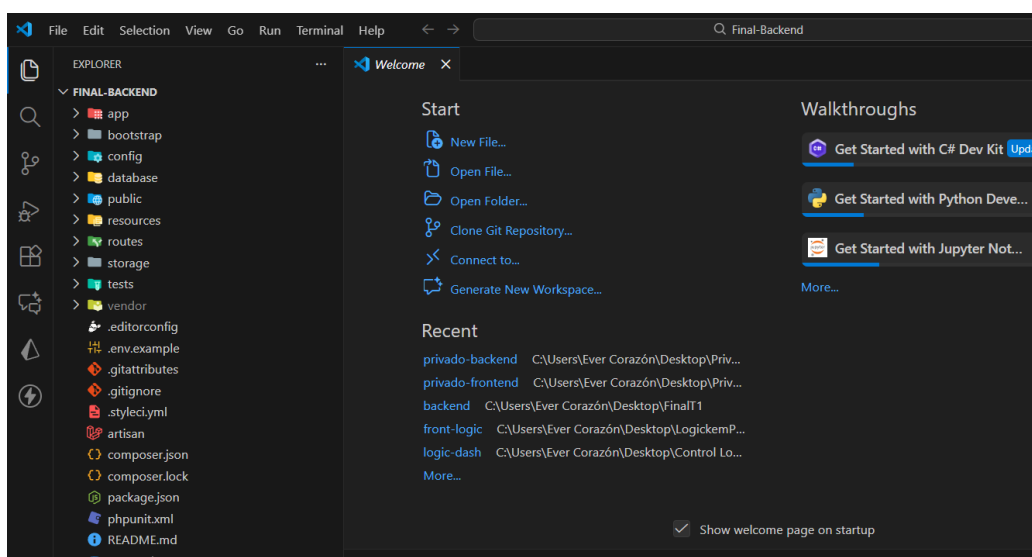 File Edit Selection View Go Run Terminal Help
Final-Backend
EXPLORER
FINAL-BACKEND
app
bootstrap
config
database
public
resources
routes
storage
tests
vendor
.editorconfig
.env.example
.gitattributes
.gitignore
.styleci.yml
artisan
composer.json
composer.lock
package.json
phpunit.xml
README.md
Welcome
Start
New File...
Open File...
Open Folder...
Clone Git Repository...
Connect to...
Generate New Workspace...
Recent
privado-backend C:\Users\Ever Corazón\Desktop\Priv...
privado-frontend C:\Users\Ever Corazón\Desktop\Priv...
backend C:\Users\Ever Corazón\Desktop\FinalT1
front-logic C:\Users\Ever Corazón\Desktop\LogickemP...
logic-dash C:\Users\Ever Corazón\Desktop\Control Lo...
More...
Walkthroughs
Get Started with C# Dev Kit Upda
Get Started with Python Deve...
Get Started with Jupyter Not...
More...
Show welcome page on startup